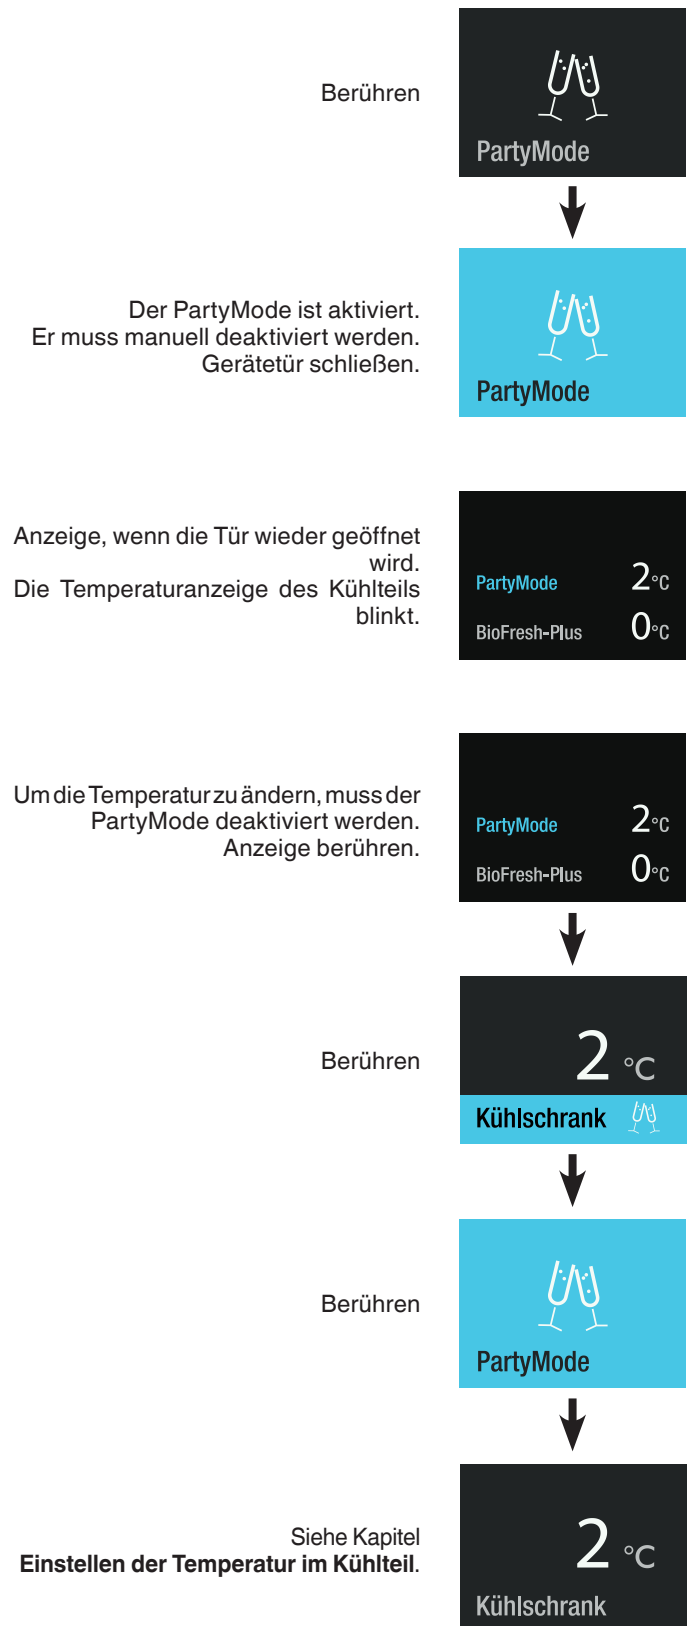 Berühren
PartyMode
Der PartyMode ist aktiviert.
Er muss manuell deaktiviert werden.
Gerätetür schließen.
PartyMode
Anzeige, wenn die Tür wieder geöffnet
wird.
Die Temperaturanzeige des Kühlteils
blinkt.
PartyMode 2°C
BioFresh-Plus 0°C
Um die Temperatur zu ändern, muss der
PartyMode deaktiviert werden.
Anzeige berühren.
PartyMode 2°C
BioFresh-Plus 0°C
Berühren
2 °C
Kühlschrank
Berühren
PartyMode
Siehe Kapitel
Einstellen der Temperatur im Kühlteil.
2 °C
Kühlschrank